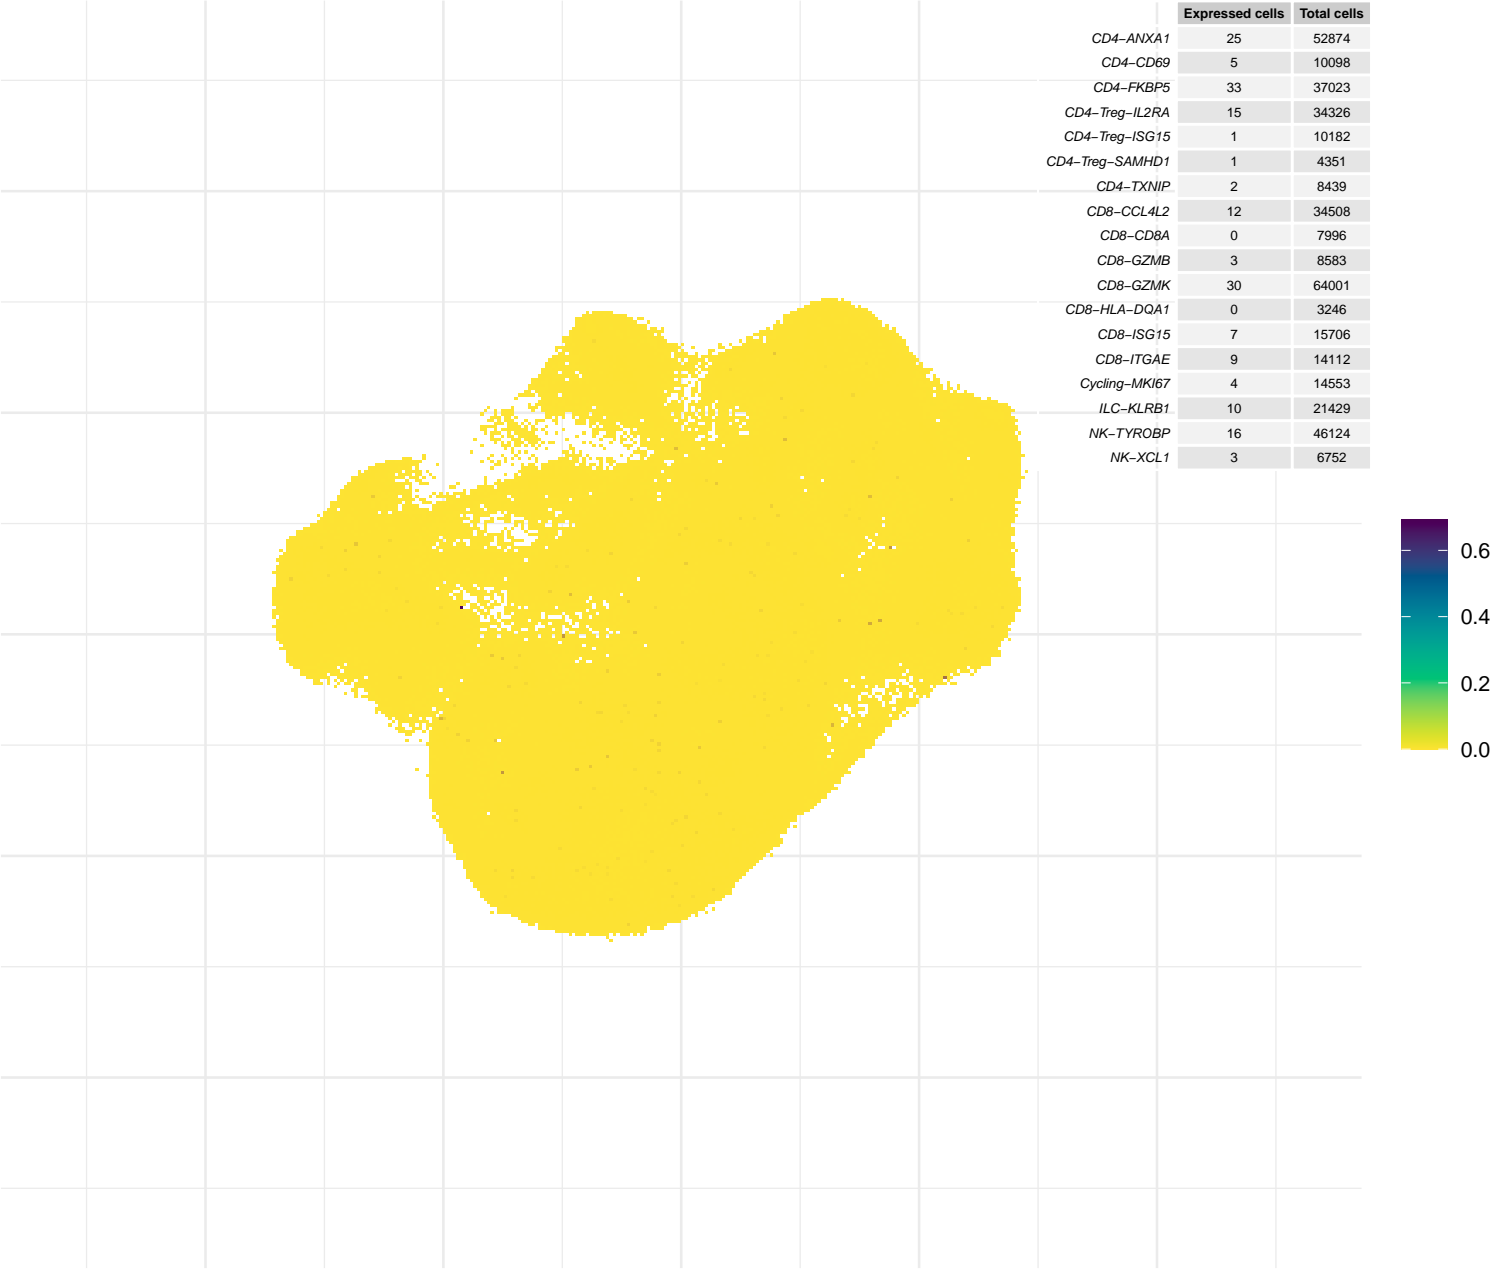 Expressed cells Total cells
CD4−ANXA1 25 52874
CD4−CD69 5 10098
CD4−FKBP5 33 37023
CD4−Treg−IL2RA 15 34326
CD4−Treg−ISG15 1 10182
CD4−Treg−SAMHD1 1 4351
CD4−TXNIP 2 8439
CD8−CCL4L2 12 34508
CD8−CD8A 0 7996
CD8−GZMB 3 8583
CD8−GZMK 30 64001
CD8−HLA−DQA1 0 3246
CD8−ISG15 7 15706
CD8−ITGAE 9 14112
Cycling−MKI67 4 14553
ILC−KLRB1 10 21429
NK−TYROBP 16 46124
NK−XCL1 3 6752
0.6
0.4
0.2
0.0